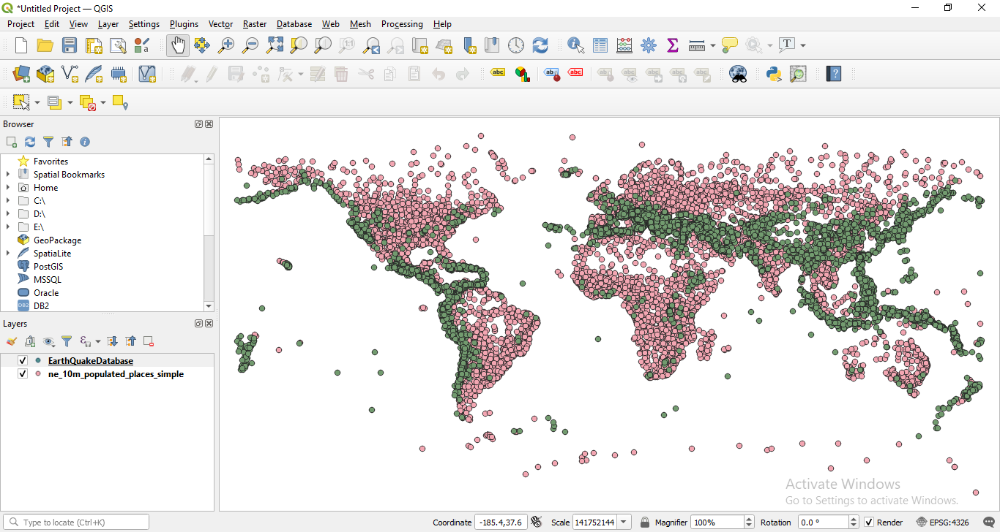 *Untitled Project — QGIS
Project Edit View Layer Settings Plugins Vector Raster Database Web Mesh Processing Help
Browser
Favorites
Spatial Bookmarks
Home
C:\
D:\
E:\
GeoPackage
SpatiaLite
PostGIS
MSSQL
Oracle
DB2 DB2
Layers
EarthQuakeDatabase
ne_10m_populated_places_simple
Activate Windows
Go to Settings to activate Windows.
Type to locate (Ctrl+K) Coordinate -185.4,37.6 Scale 141752144 Magnifier 100% Rotation 0.0 ° Render EPSG:4326